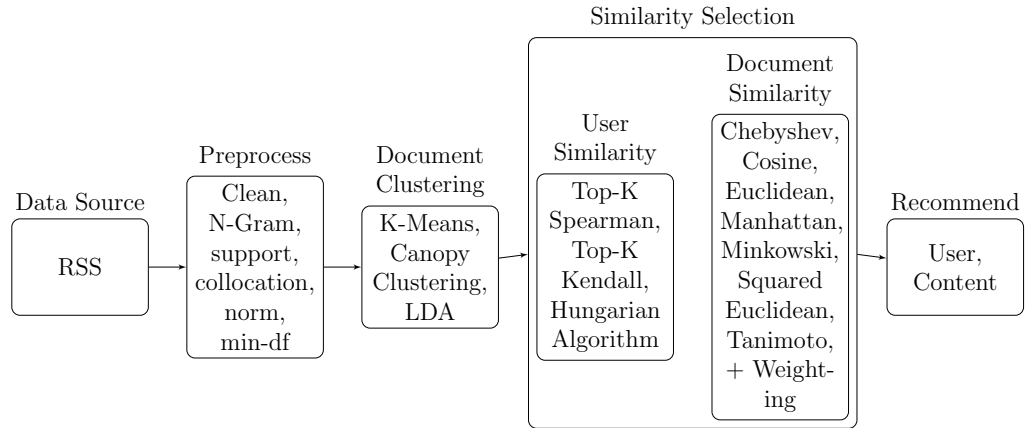 Data Source
RSS
Preprocess
Clean,
N-Gram,
support,
collocation,
norm,
min-df
Document
Clustering
K-Means,
Canopy
Clustering,
LDA
Similarity Selection
User
Similarity
Top-K
Spearman,
Top-K
Kendall,
Hungarian
Algorithm
Document
Similarity
Chebyshev,
Cosine,
Euclidean,
Manhattan,
Minkowski,
Squared
Euclidean,
Tanimoto,
+ Weight-
ing
Recommend
User,
Content